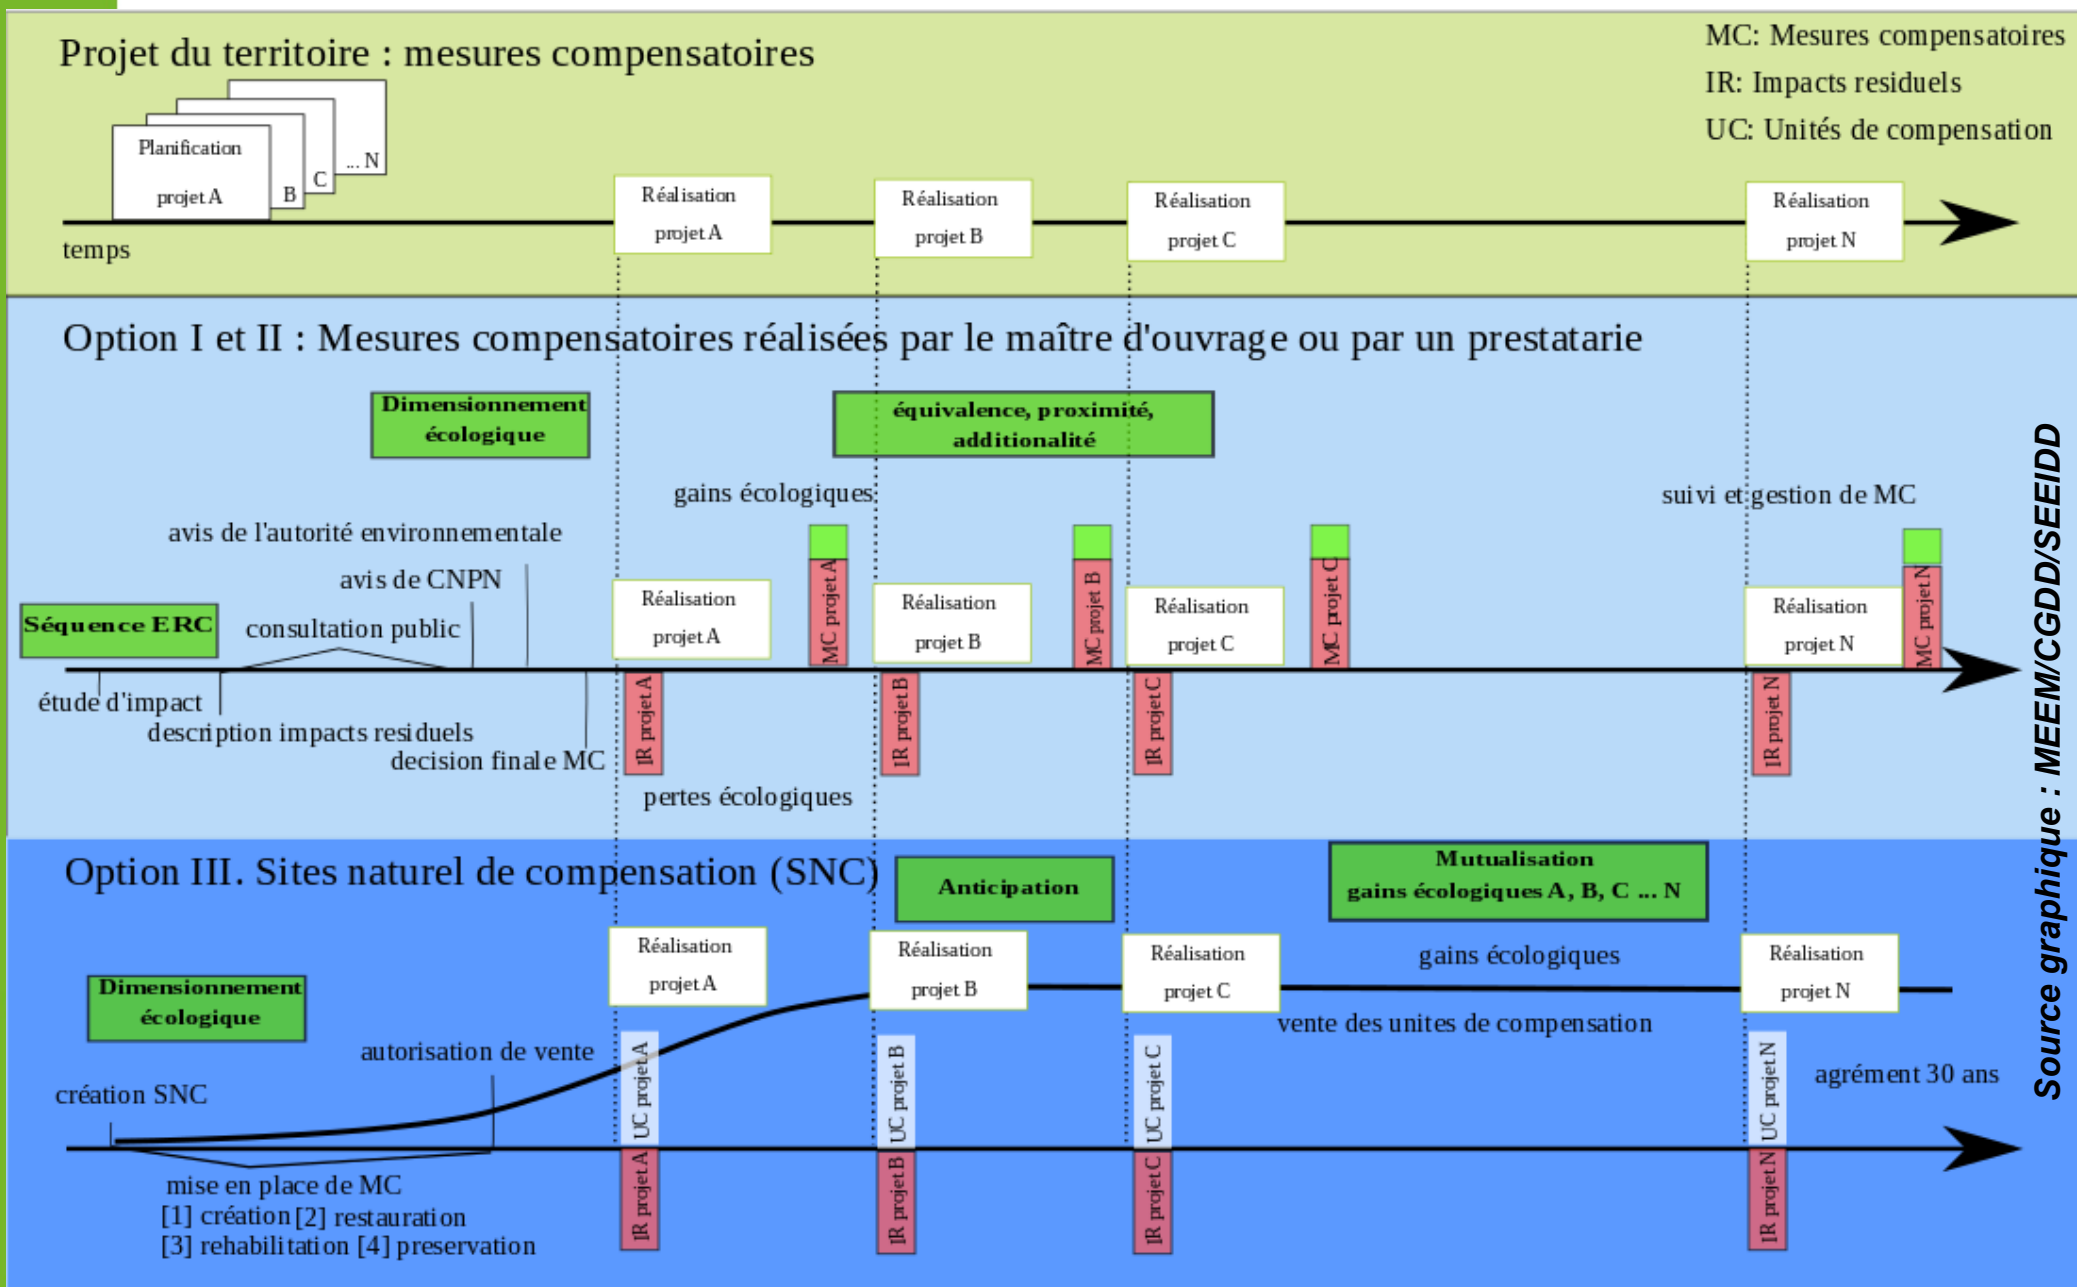 Projet du territoire : mesures compensatoires
MC: Mesures compensatoires
IR: Impacts residuels
UC: Unités de compensation
Planification
projet A
B
C
... N
Réalisation
projet A
Réalisation
projet B
Réalisation
projet C
Réalisation
projet N
temps
Option I et II : Mesures compensatoires réalisées par le maître d'ouvrage ou par un prestatarie
Dimensionnement
écologique
équivalence, proximité,
additionalité
gains écologiques
suivi et gestion de MC
avis de l'autorité environnementale
avis de CNPN
Séquence ERC
consultation public
Réalisation
projet A
MC projet A
Réalisation
projet B
MC projet B
Réalisation
projet C
MC projet C
Réalisation
projet N
MC projet N
étude d'impact
description impacts residuels
decision finale MC
IR projet A
IR projet B
IR projet C
IR projet N
pertes écologiques
Option III. Sites naturel de compensation (SNC)
Anticipation
Mutualisation
gains écologiques A, B, C ... N
Réalisation
projet A
Réalisation
projet B
Réalisation
projet C
gains écologiques
Réalisation
projet N
Dimensionnement
écologique
vente des unites de compensation
autorisation de vente
création SNC
UC projet A
UC projet B
UC projet C
UC projet N
agrément 30 ans
mise en place de MC
[1] création [2] restauration
[3] rehabilitation [4] preservation
IR projet A
IR projet B
IR projet C
IR projet N
Source graphique : MEEM/CGDD/SEEIDD